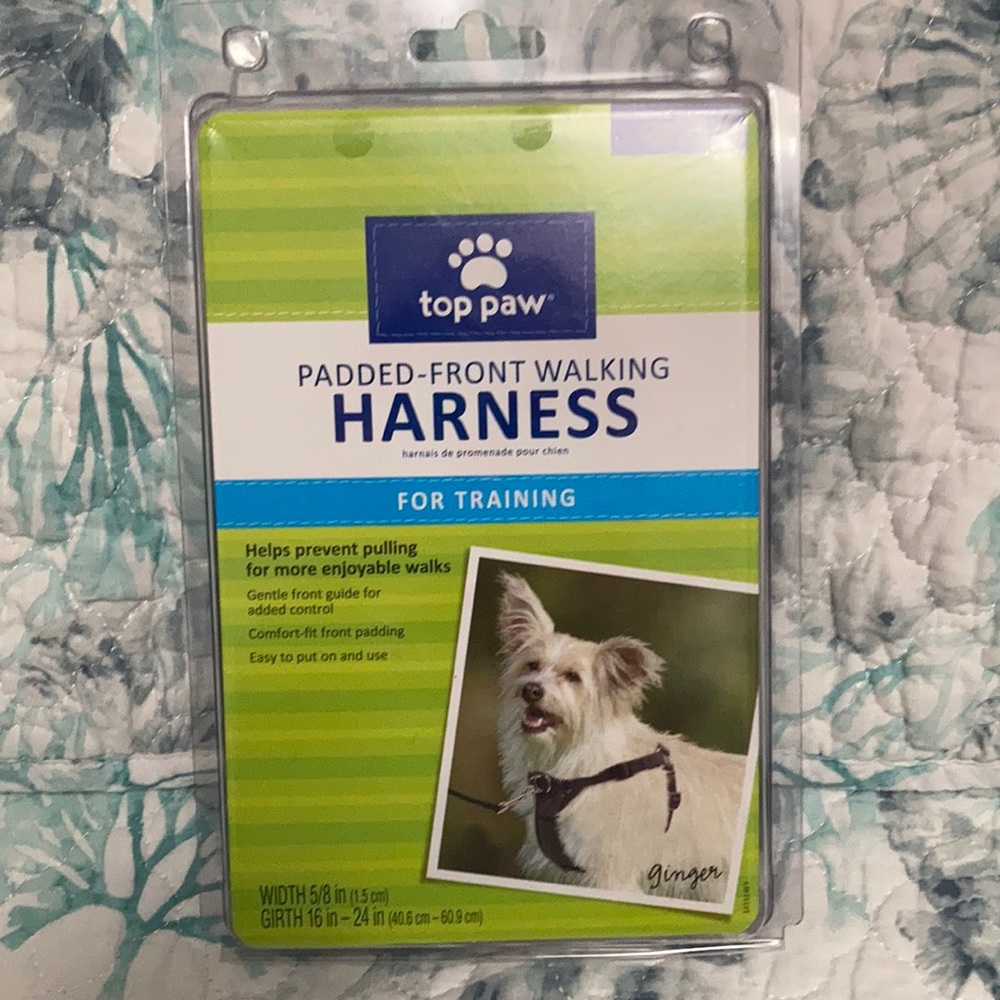 top paw®
PADDED-FRONT WALKING
HARNESS
harnais de promenade pour chien
FOR TRAINING
Helps prevent pulling
for more enjoyable walks
Gentle front guide for
added control
Comfort-fit front padding
Easy to put on and use
ginger
WIDTH 5/8 in (1.5 cm)
GIRTH 16 in – 24 in (40.6 cm – 60.9 cm)